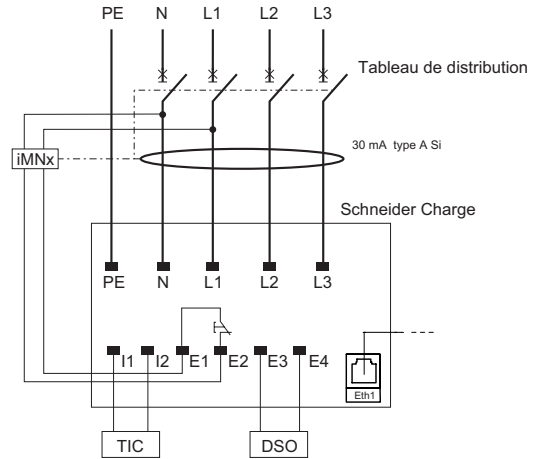 PE N L1 L2 L3
Tableau de distribution
30 mA type A Si
iMNx
Schneider Charge
PE N L1 L2 L3
I1 I2 E1 E2 E3 E4
Eth1
TIC DSO